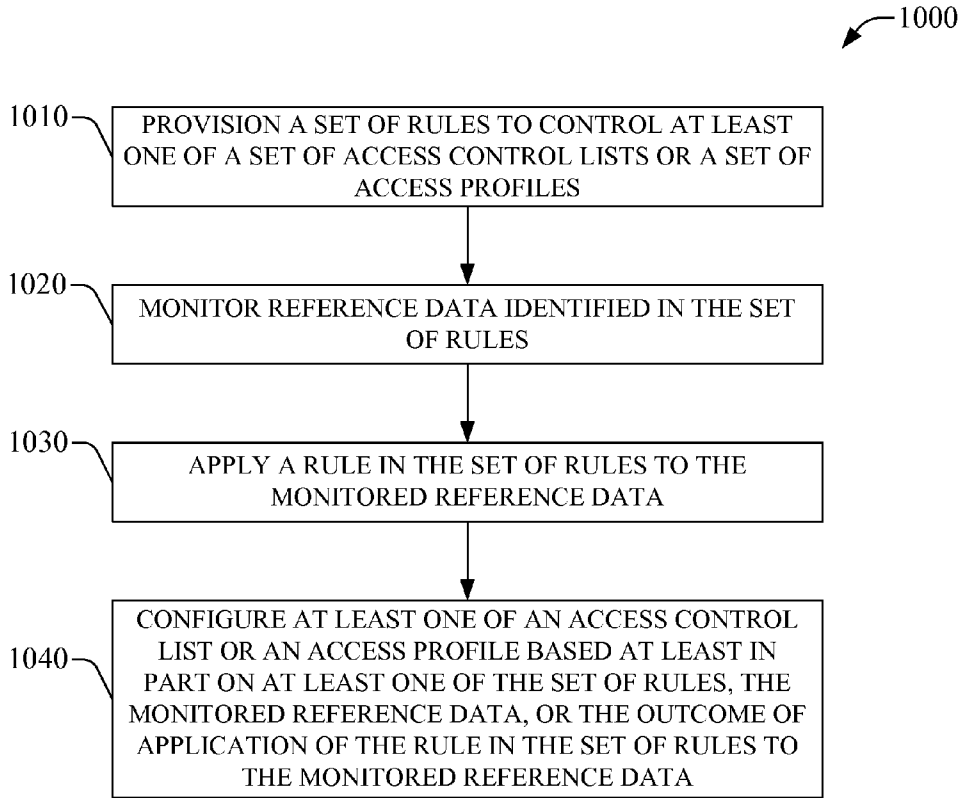 1000
1010
PROVISION A SET OF RULES TO CONTROL AT LEAST
ONE OF A SET OF ACCESS CONTROL LISTS OR A SET OF
ACCESS PROFILES
1020
MONITOR REFERENCE DATA IDENTIFIED IN THE SET
OF RULES
1030
APPLY A RULE IN THE SET OF RULES TO THE
MONITORED REFERENCE DATA
1040
CONFIGURE AT LEAST ONE OF AN ACCESS CONTROL
LIST OR AN ACCESS PROFILE BASED AT LEAST IN
PART ON AT LEAST ONE OF THE SET OF RULES, THE
MONITORED REFERENCE DATA, OR THE OUTCOME OF
APPLICATION OF THE RULE IN THE SET OF RULES TO
THE MONITORED REFERENCE DATA